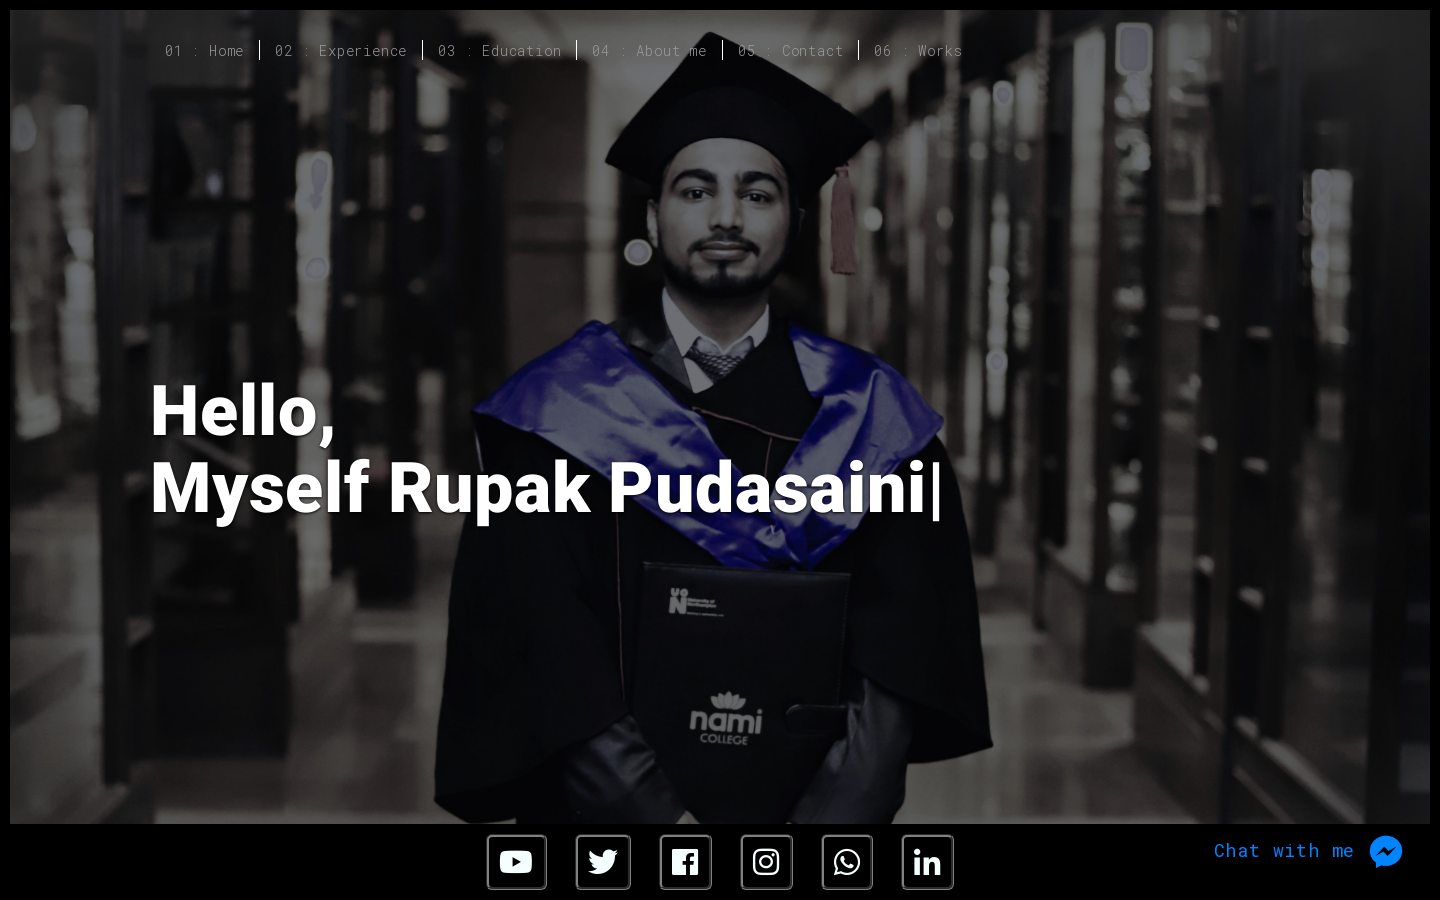 01 : Home
02 : Experience
03 : Education
04 : About me
05 : Contact
06 : Works
Hello,
Myself Rupak Pudasaini|
UON
University of
Northampton
nami
COLLEGE
Chat with me